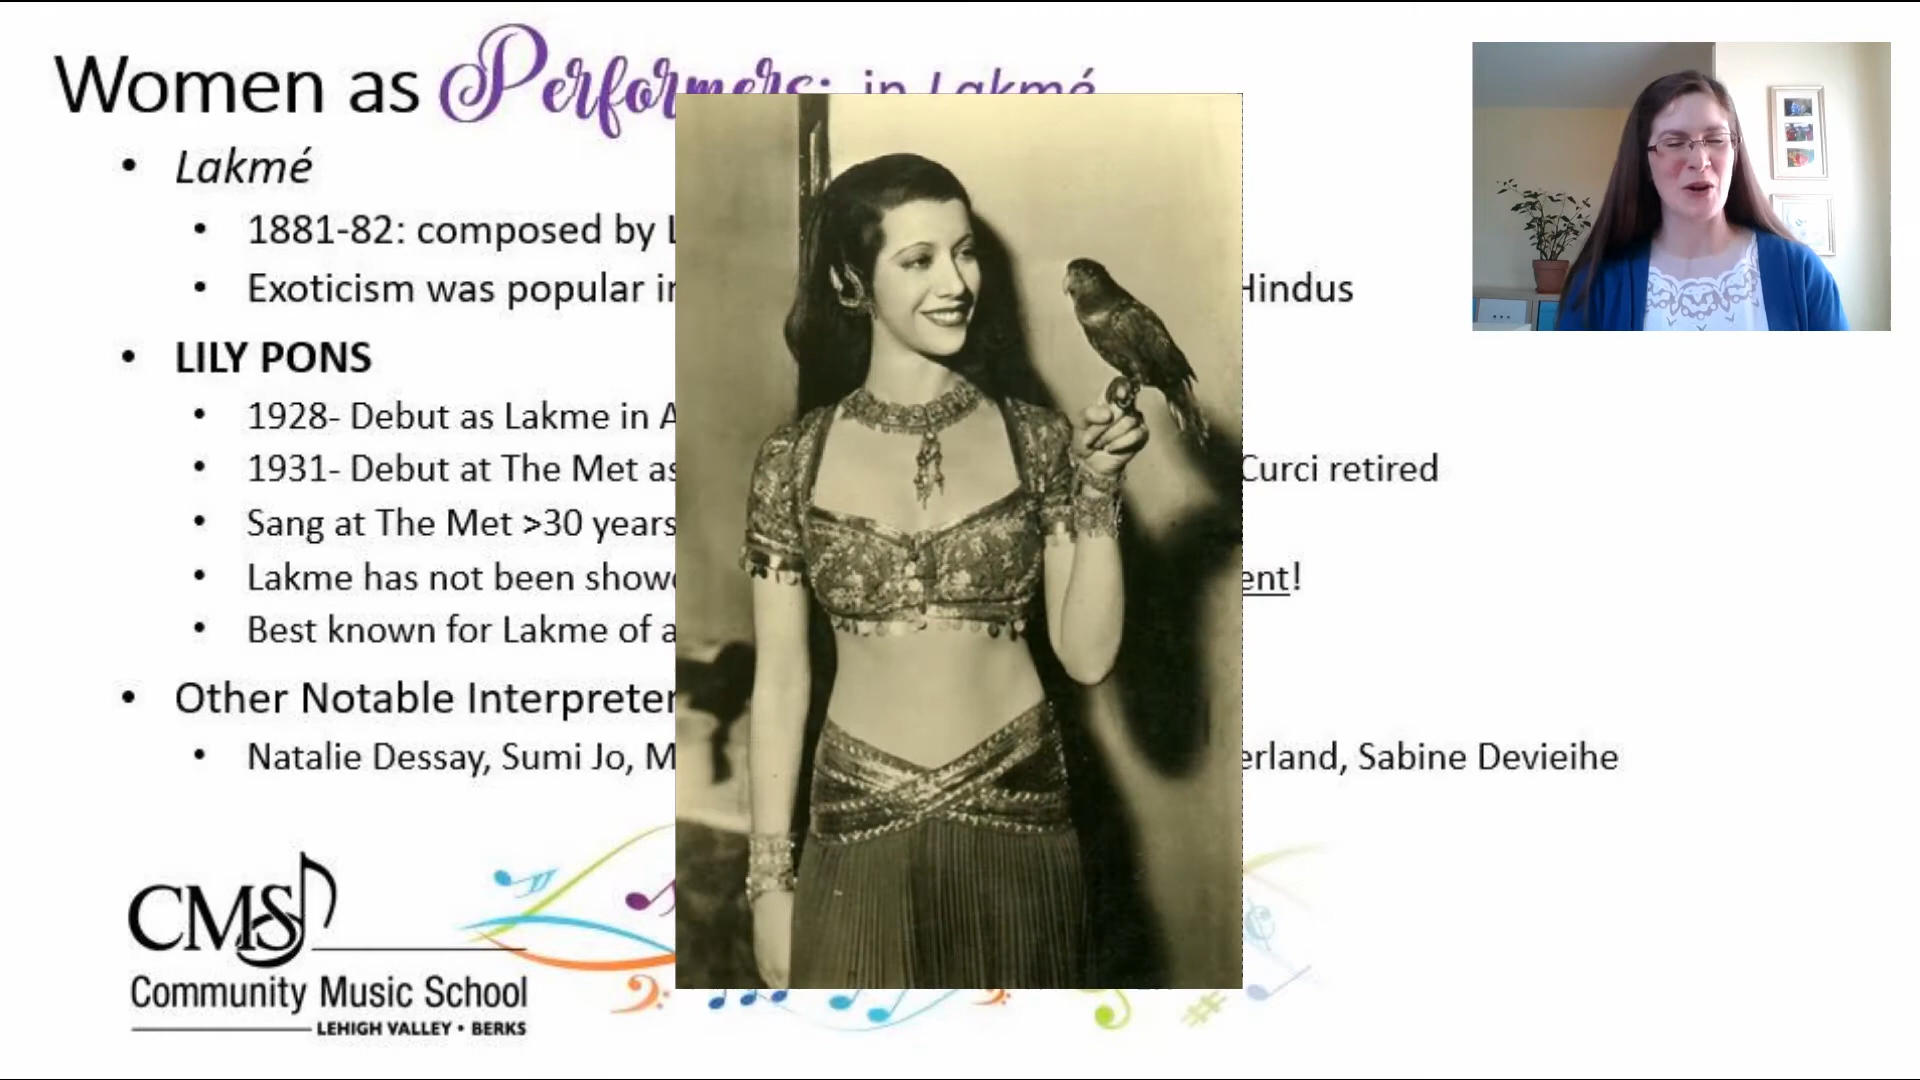 Women as Performers: in Lakmé
• Lakmé
• 1881-82: composed by L
• Exoticism was popular in Hindus
• LILY PONS
• 1928- Debut as Lakme in A
• 1931- Debut at The Met as Curci retired
• Sang at The Met >30 years
• Lakme has not been showe ent!
• Best known for Lakme of a
• Other Notable Interpreter
• Natalie Dessay, Sumi Jo, M erland, Sabine Devieihe
CMS
Community Music School
LEHIGH VALLEY • BERKS